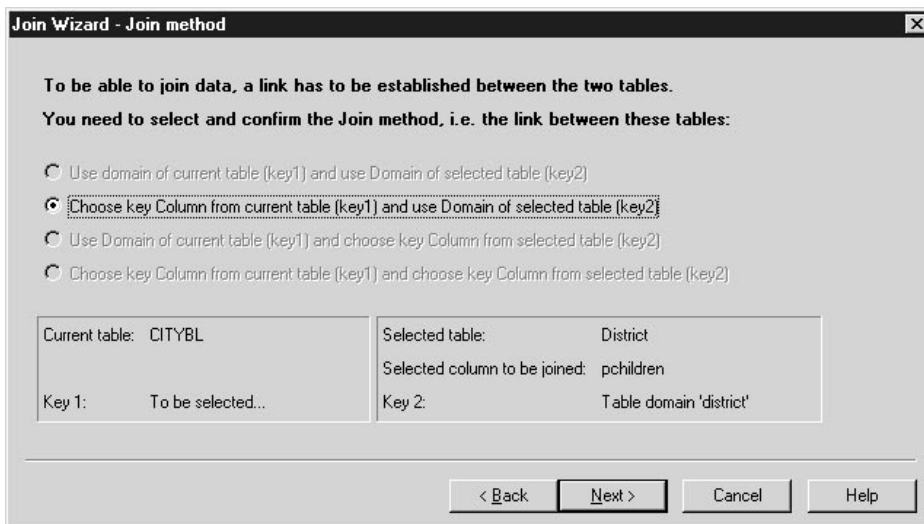 Join Wizard - Join method
To be able to join data, a link has to be established between the two tables.
You need to select and confirm the Join method, i.e. the link between these tables:
Use domain of current table (key1) and use Domain of selected table (key2)
Choose key Column from current table (key1) and use Domain of selected table (key2)
Use Domain of current table (key1) and choose key Column from selected table (key2)
Choose key Column from current table (key1) and choose key Column from selected table (key2)
Current table: CITYBL
Key 1: To be selected...
Selected table: District
Selected column to be joined: pchildren
Key 2: Table domain 'district'
< Back Next > Cancel Help